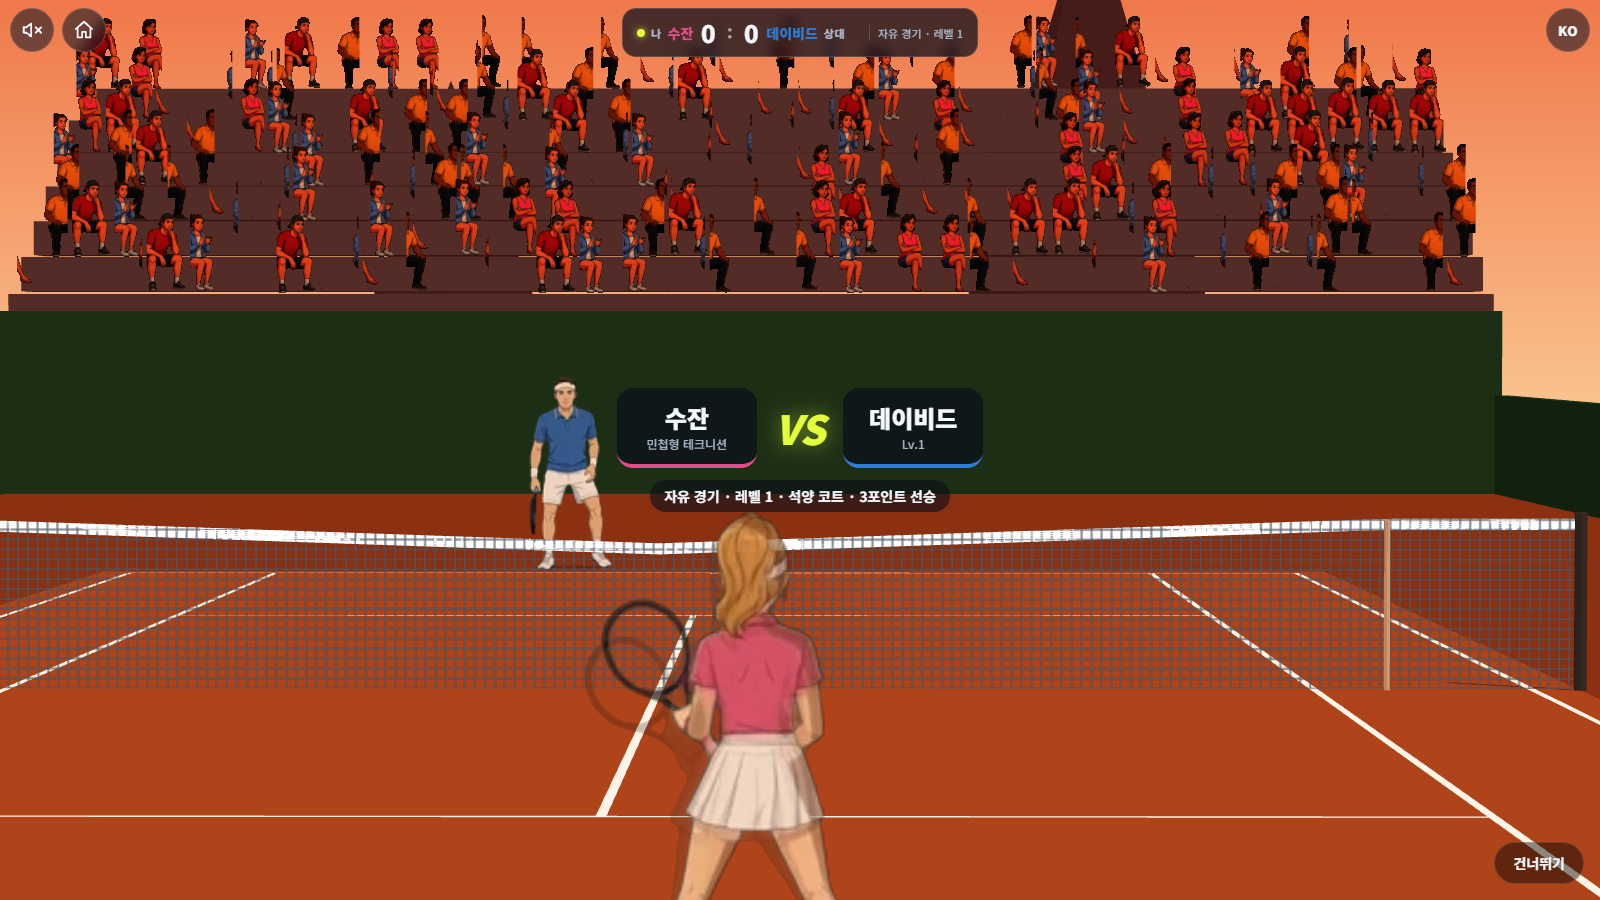 나 수잔 0 : 0 데이비드 상대 자유 경기 · 레벨 1
KO
수잔
민첩형 테크니션
VS
데이비드
Lv.1
자유 경기 · 레벨 1 · 석양 코트 · 3포인트 선승
건너뛰기